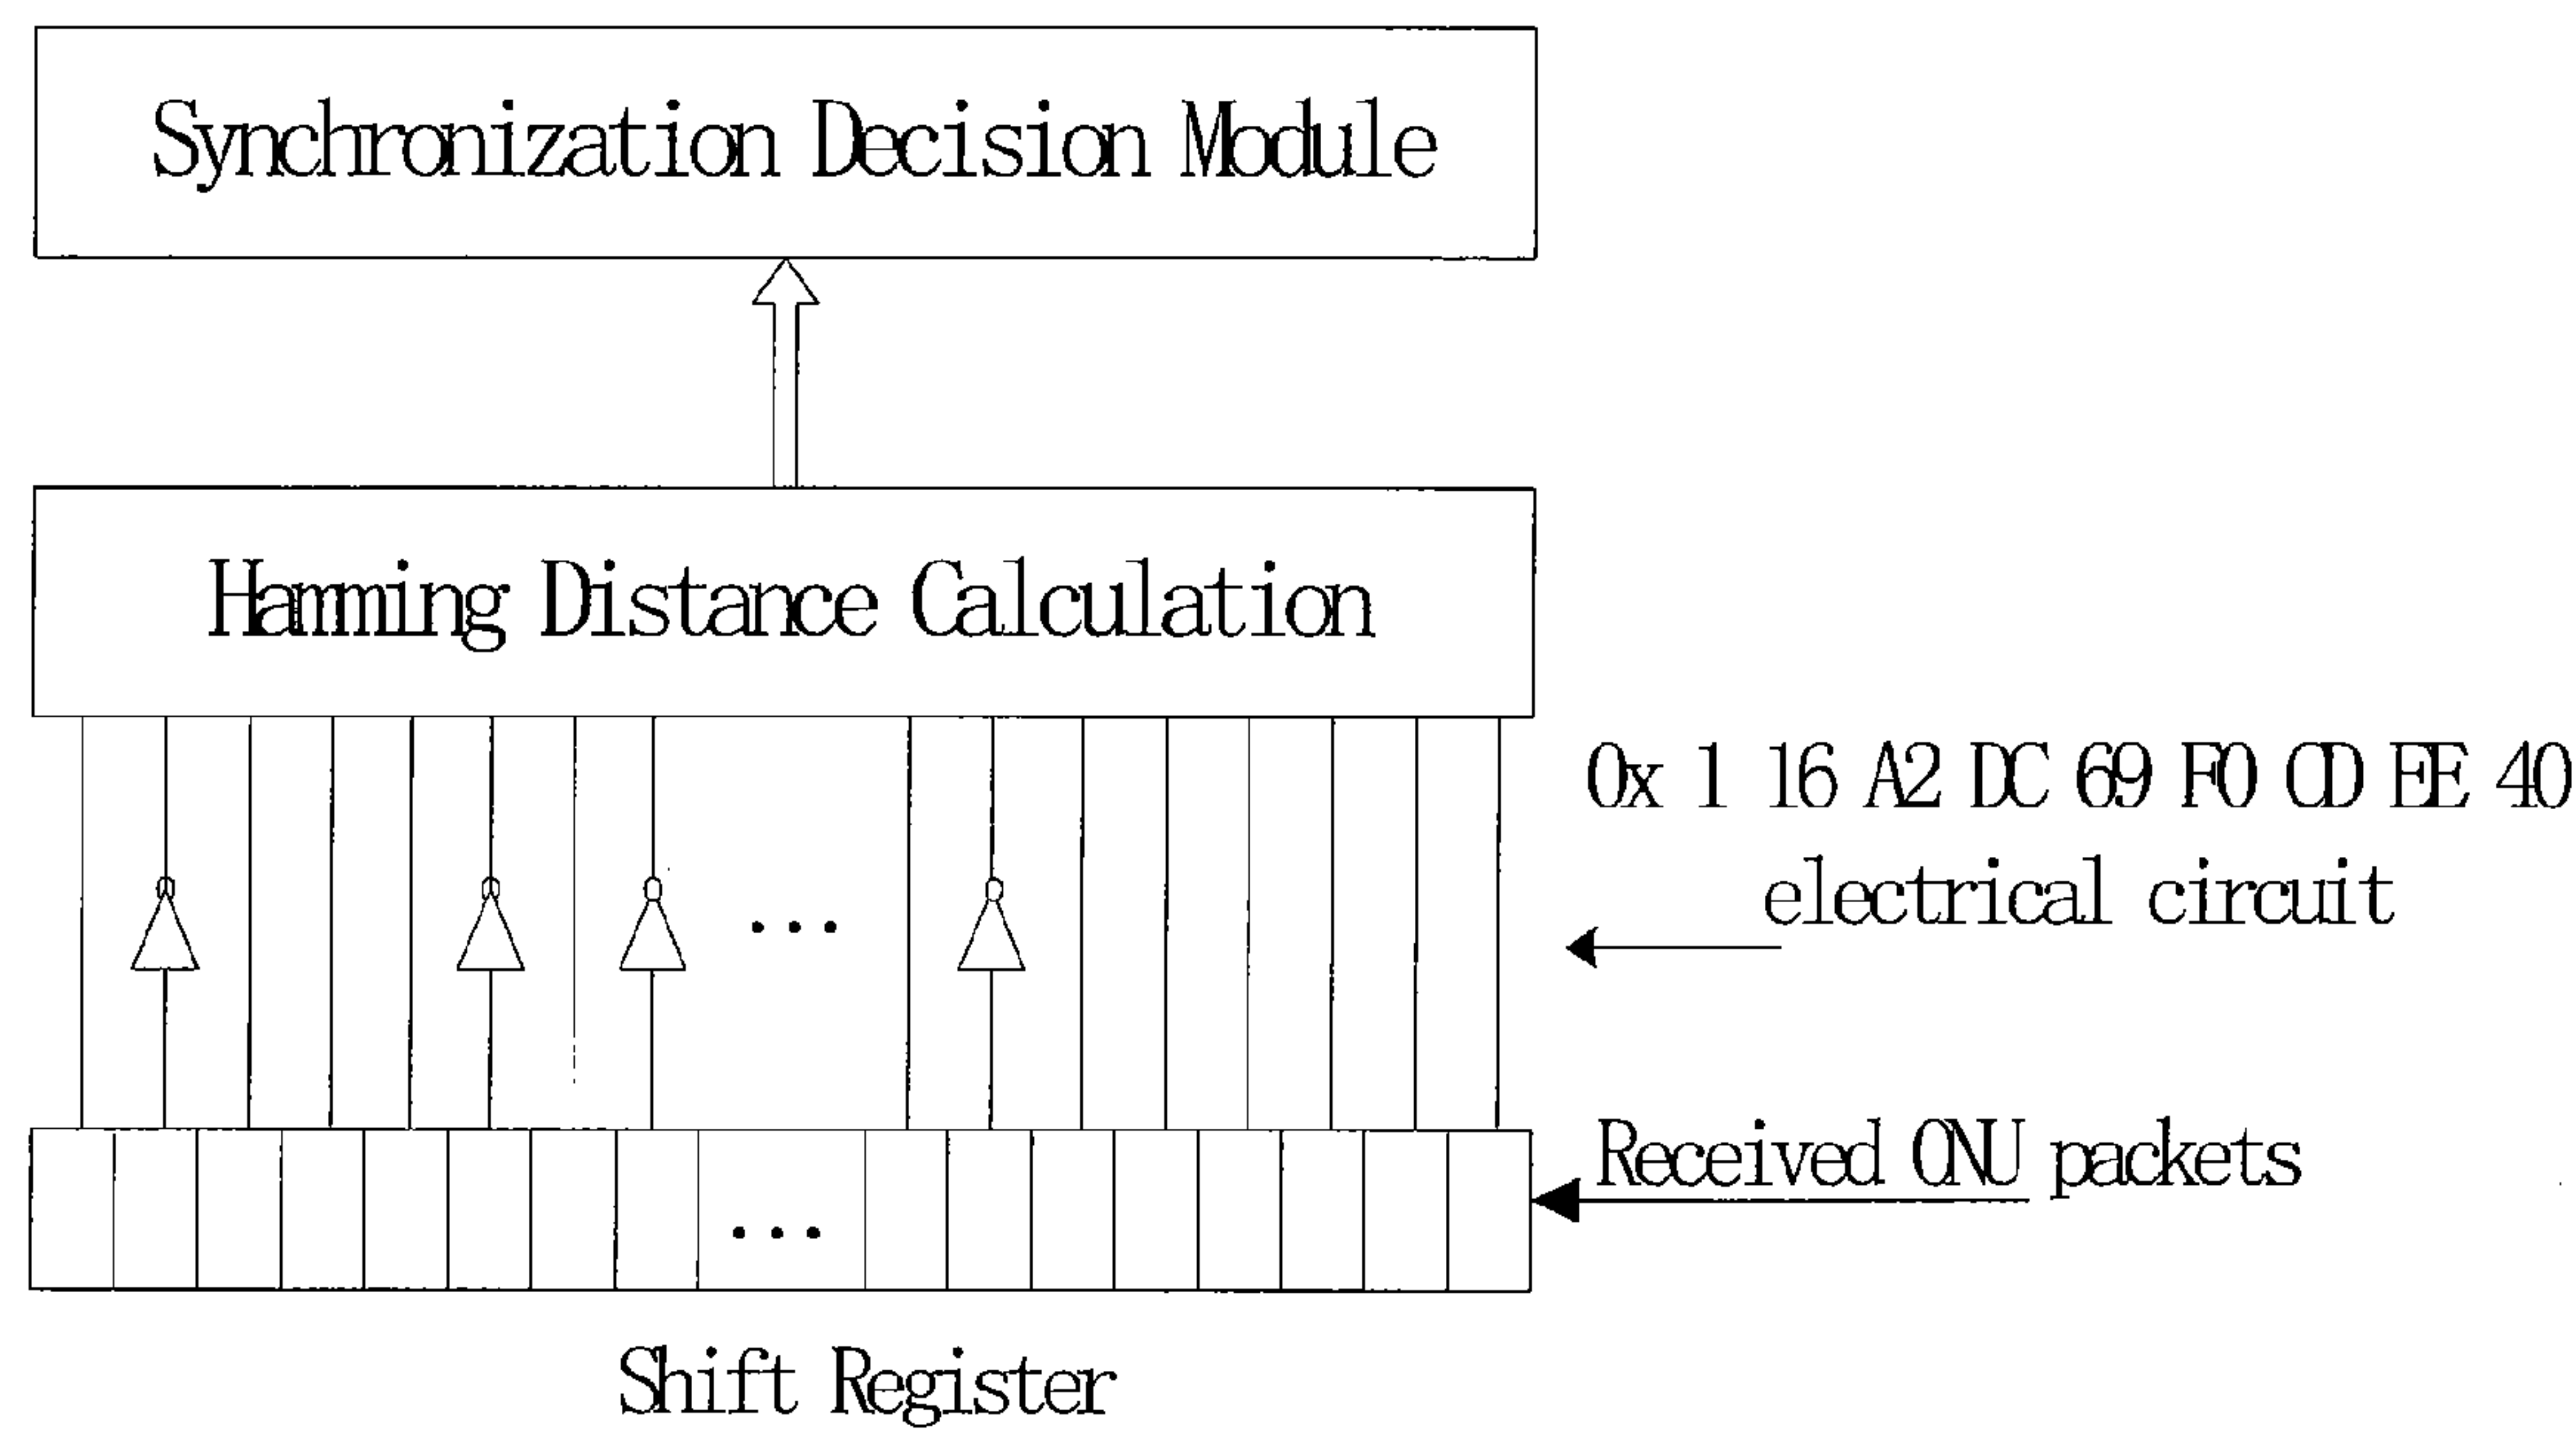 Synchronization Decision Module
Hamming Distance Calculation
0x 1 16 A2 DC 69 F0 CD EE 40
electrical circuit
...
Received ONU packets
...
Shift Register